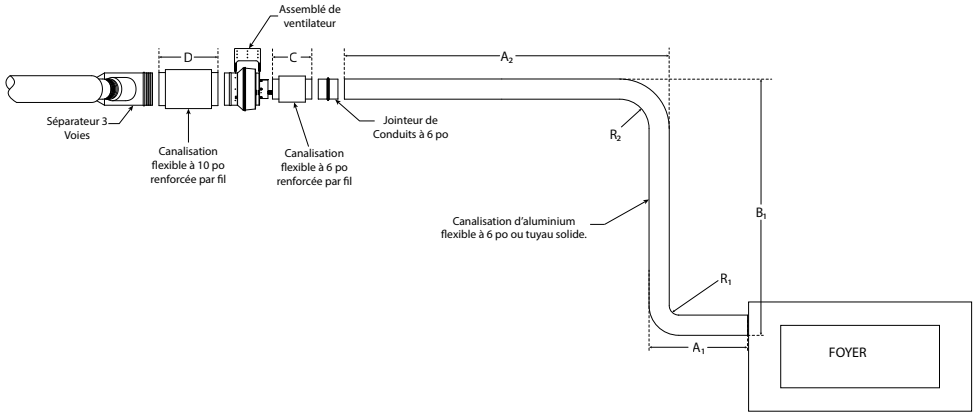 Assemblé de
ventilateur
D
C
A₂
Séparateur 3
Voies
Jointeur de
Conduits à 6 po
R₂
Canalisation
flexible à 10 po
renforcée par fil
Canalisation
flexible à 6 po
renforcée par fil
Canalisation d'aluminium
flexible à 6 po ou tuyau solide.
B₁
R₁
A₁
FOYER